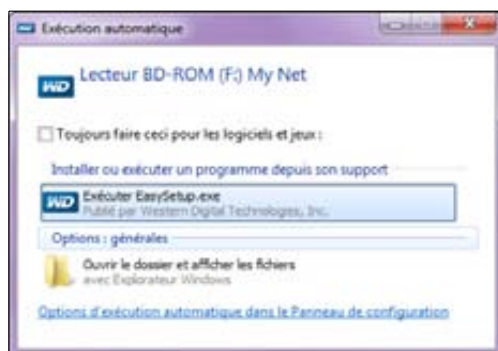 Exécution automatique
WD
Lecteur BD-ROM (F:) My Net
Toujours faire ceci pour les logiciels et jeux :
Installer ou exécuter un programme depuis son support
WD
Exécuter EasySetup.exe
Publié par Western Digital Technologies, Inc.
Options : générales
Ouvrir le dossier et afficher les fichiers
avec Explorateur Windows
Options d'exécution automatique dans le Panneau de configuration